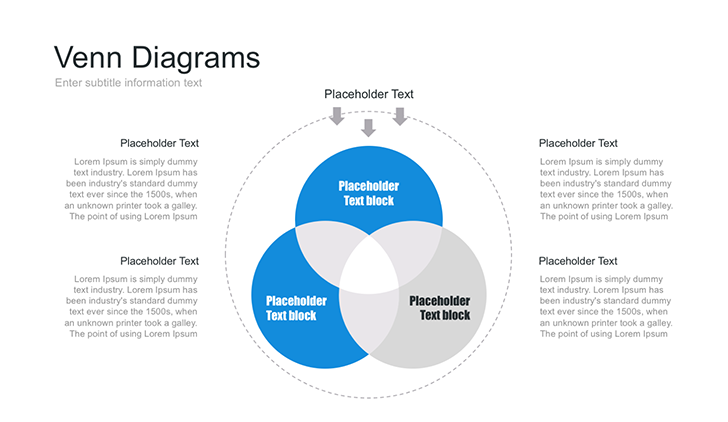 Venn Diagrams
Enter subtitle information text
Placeholder Text
Placeholder Text
Lorem Ipsum is simply dummy
text industry. Lorem Ipsum has
been industry's standard dummy
text ever since the 1500s, when
an unknown printer took a galley.
The point of using Lorem Ipsum
Placeholder Text
Lorem Ipsum is simply dummy
text industry. Lorem Ipsum has
been industry's standard dummy
text ever since the 1500s, when
an unknown printer took a galley.
The point of using Lorem Ipsum
Placeholder
Text block
Placeholder
Text block
Placeholder
Text block
Placeholder Text
Lorem Ipsum is simply dummy
text industry. Lorem Ipsum has
been industry's standard dummy
text ever since the 1500s, when
an unknown printer took a galley.
The point of using Lorem Ipsum
Placeholder Text
Lorem Ipsum is simply dummy
text industry. Lorem Ipsum has
been industry's standard dummy
text ever since the 1500s, when
an unknown printer took a galley.
The point of using Lorem Ipsum